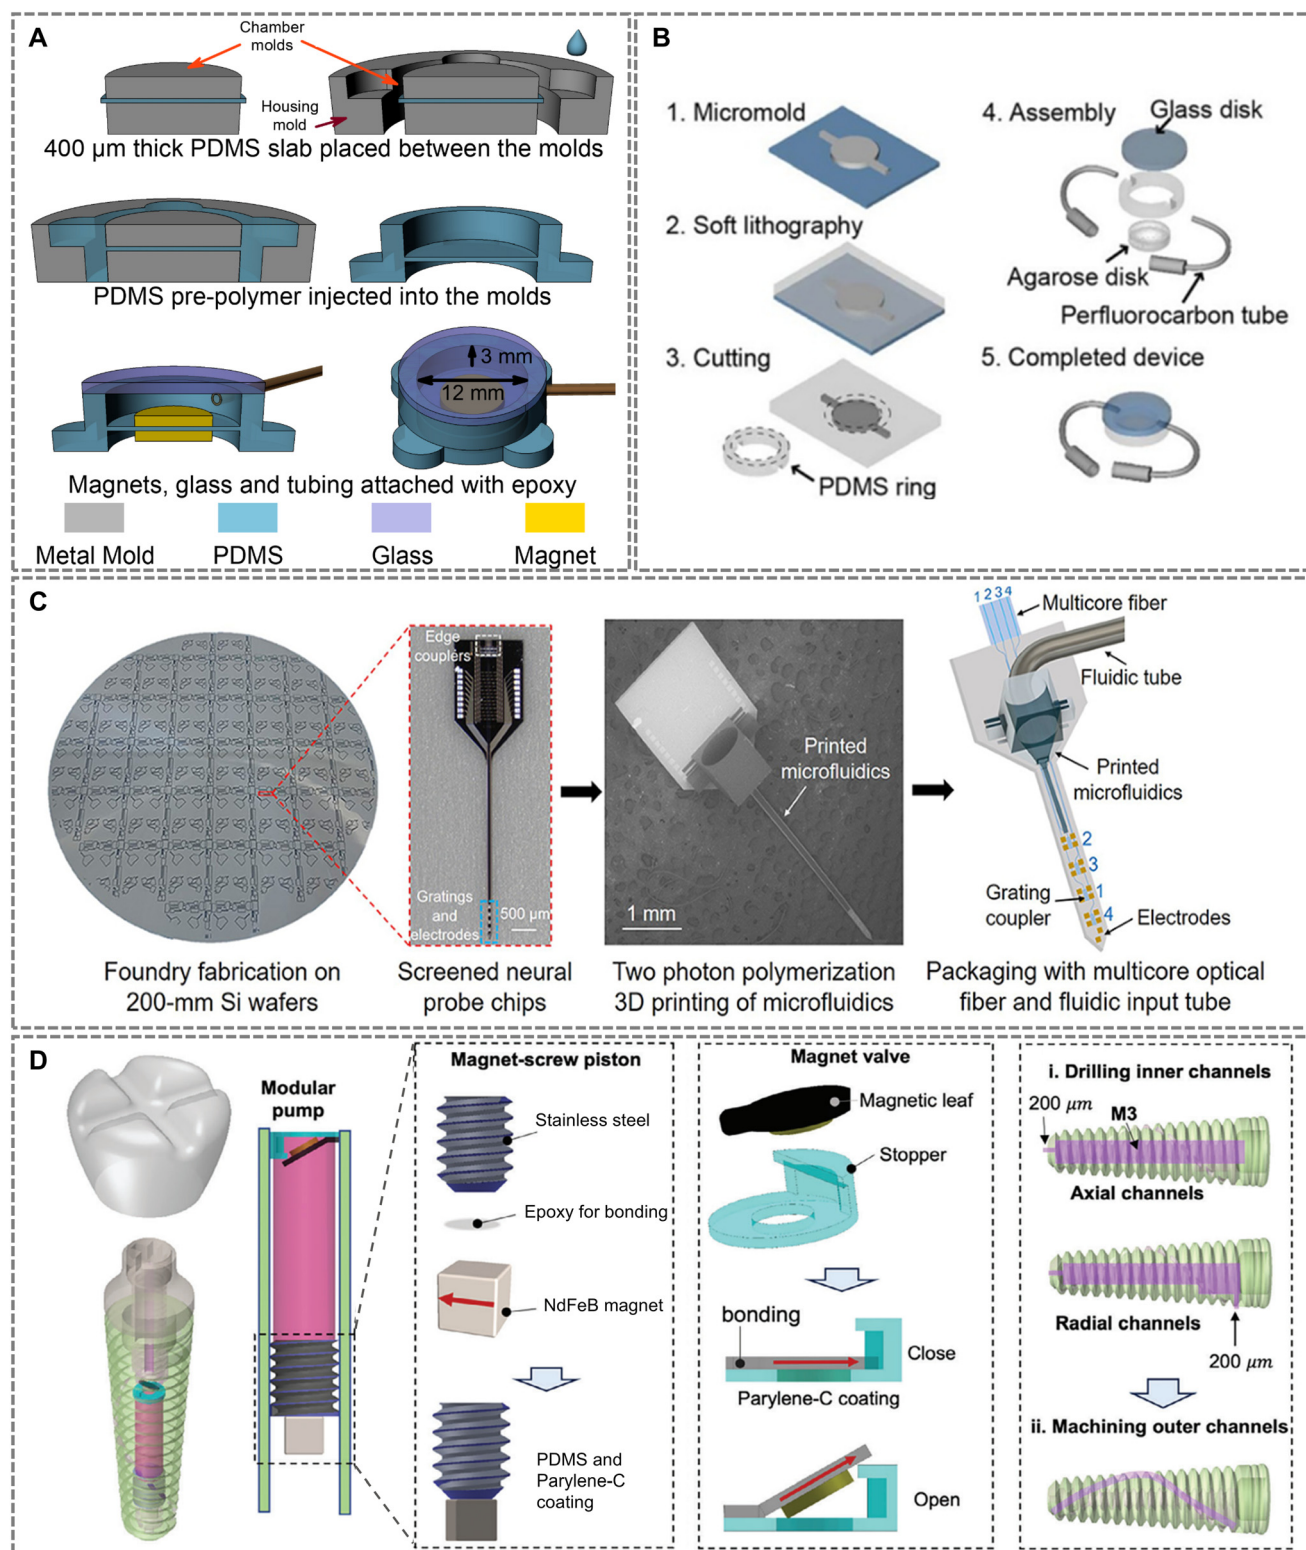 A
Chamber
molds
Housing
mold
400 µm thick PDMS slab placed between the molds
PDMS pre-polymer injected into the molds
3 mm
12 mm
Magnets, glass and tubing attached with epoxy
Metal Mold
PDMS
Glass
Magnet
B
1. Micromold
2. Soft lithography
3. Cutting
PDMS ring
4. Assembly
Glass disk
Agarose disk
Perfluorocarbon tube
5. Completed device
C
Edge
couplers
Gratings
and
electrodes
500 µm
Printed
microfluidics
1 mm
1 2 3 4
Multicore fiber
Fluidic tube
Printed
microfluidics
2
3
1
4
Grating
coupler
Electrodes
Foundry fabrication on
200-mm Si wafers
Screened neural
probe chips
Two photon polymerization
3D printing of microfluidics
Packaging with multicore optical
fiber and fluidic input tube
D
Modular
pump
Magnet-screw piston
Stainless steel
Epoxy for bonding
NdFeB magnet
PDMS and
Parylene-C
coating
Magnet valve
Magnetic leaf
Stopper
bonding
Close
Parylene-C coating
Open
i. Drilling inner channels
200 µm
M3
Axial channels
Radial channels
200 µm
ii. Machining outer channels